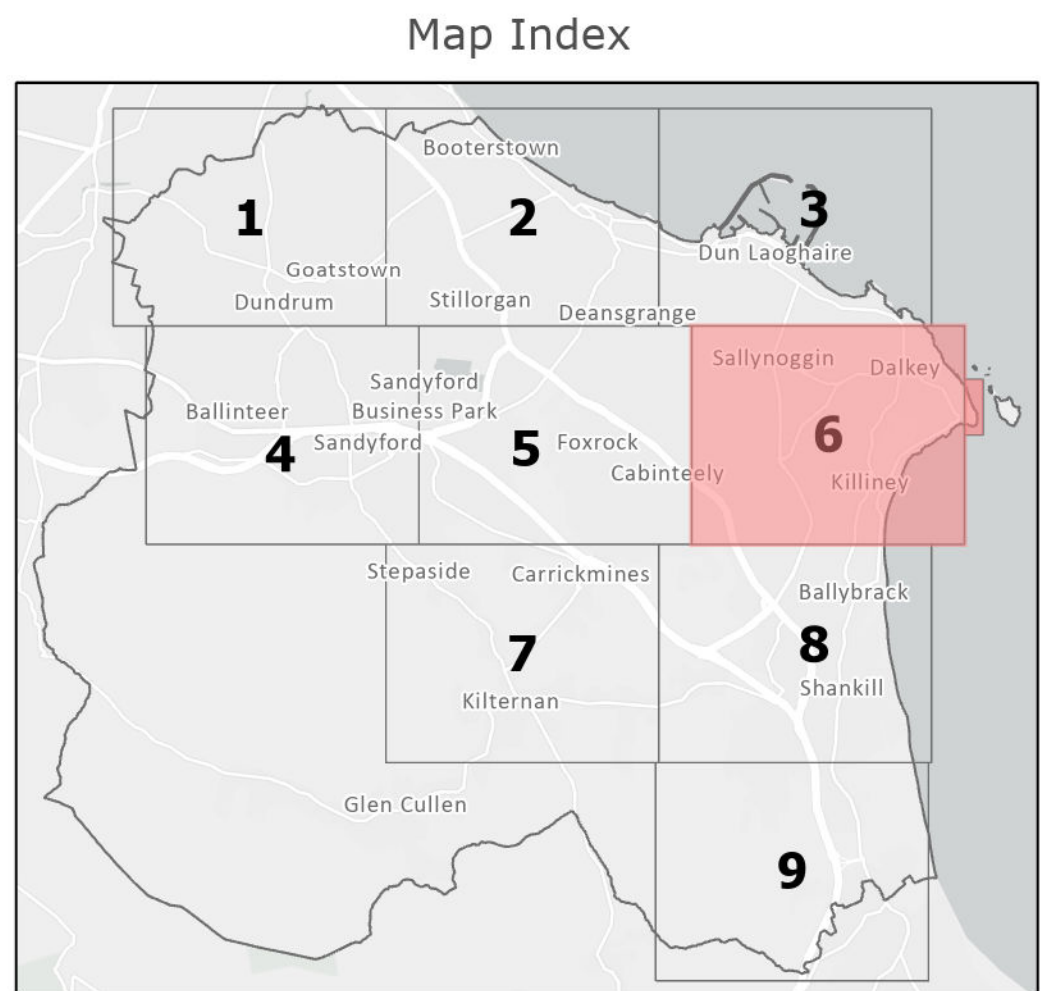 Map Index
Booterstown
1
2
3
Dun Laoghaire
Goatstown
Dundrum
Stillorgan
Deansgrange
Sallynoggin
Dalkey
Sandyford
Business Park
Ballinteer
Sandyford
4
5
Foxrock
6
Cabinteely
Killiney
Stepaside
Carrickmines
Ballybrack
7
8
Shankill
Kilternan
Glen Cullen
9